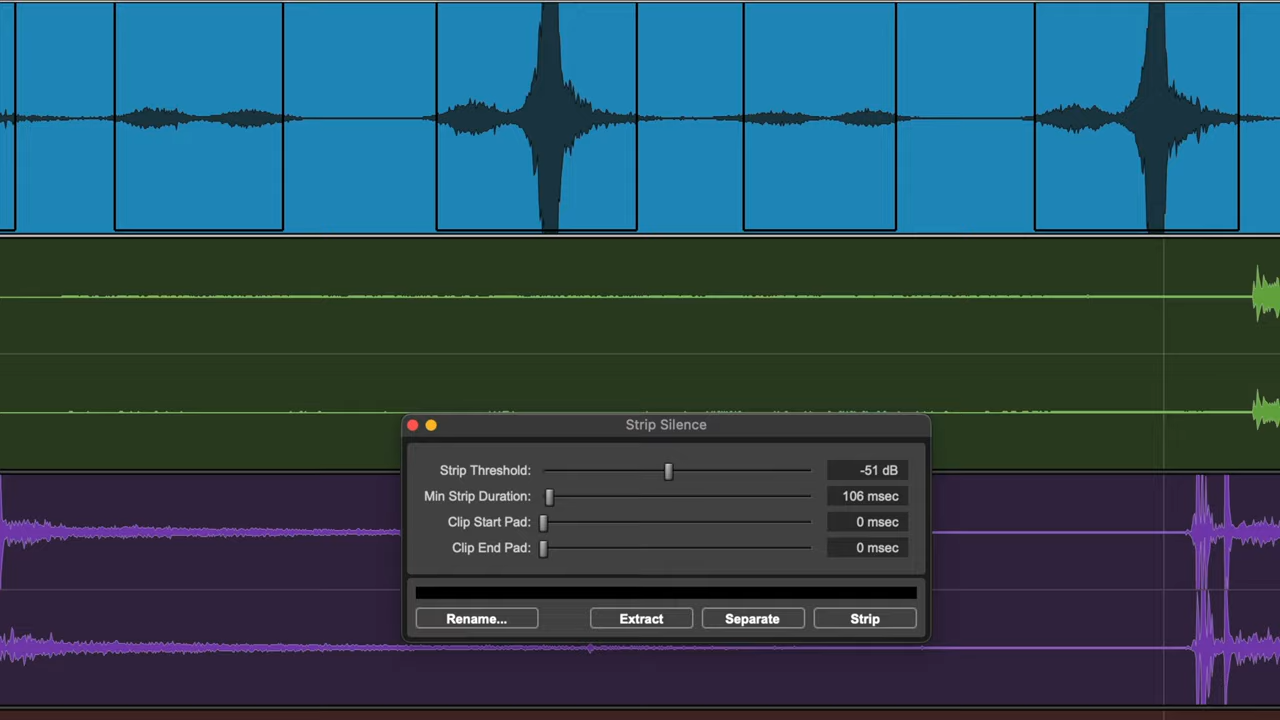 Strip Silence
Strip Threshold: -51 dB
Min Strip Duration: 106 msec
Clip Start Pad: 0 msec
Clip End Pad: 0 msec
Rename... Extract Separate Strip